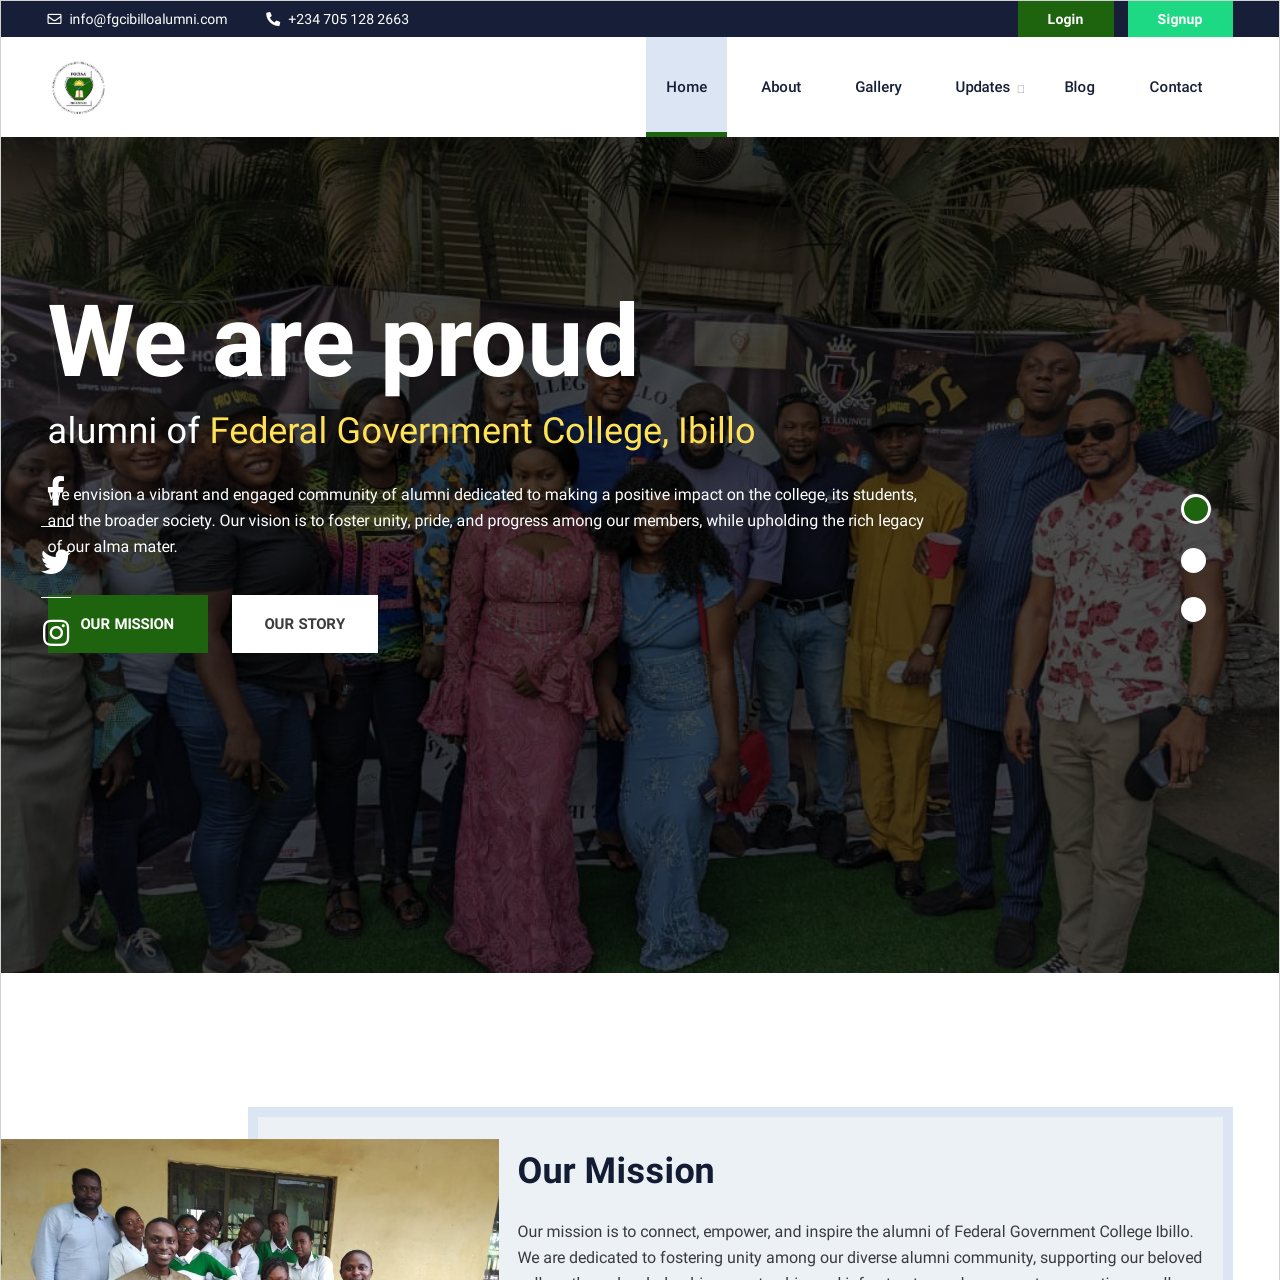 info@fgcibilloalumni.com
+234 705 128 2663
Login
Signup
Home
About
Gallery
Updates
Blog
Contact
We are proud
alumni of Federal Government College, Ibillo
We envision a vibrant and engaged community of alumni dedicated to making a positive impact on the college, its students,
and the broader society. Our vision is to foster unity, pride, and progress among our members, while upholding the rich legacy
of our alma mater.
OUR MISSION
OUR STORY
Our Mission
Our mission is to connect, empower, and inspire the alumni of Federal Government College Ibillo.
We are dedicated to fostering unity among our diverse alumni community, supporting our beloved